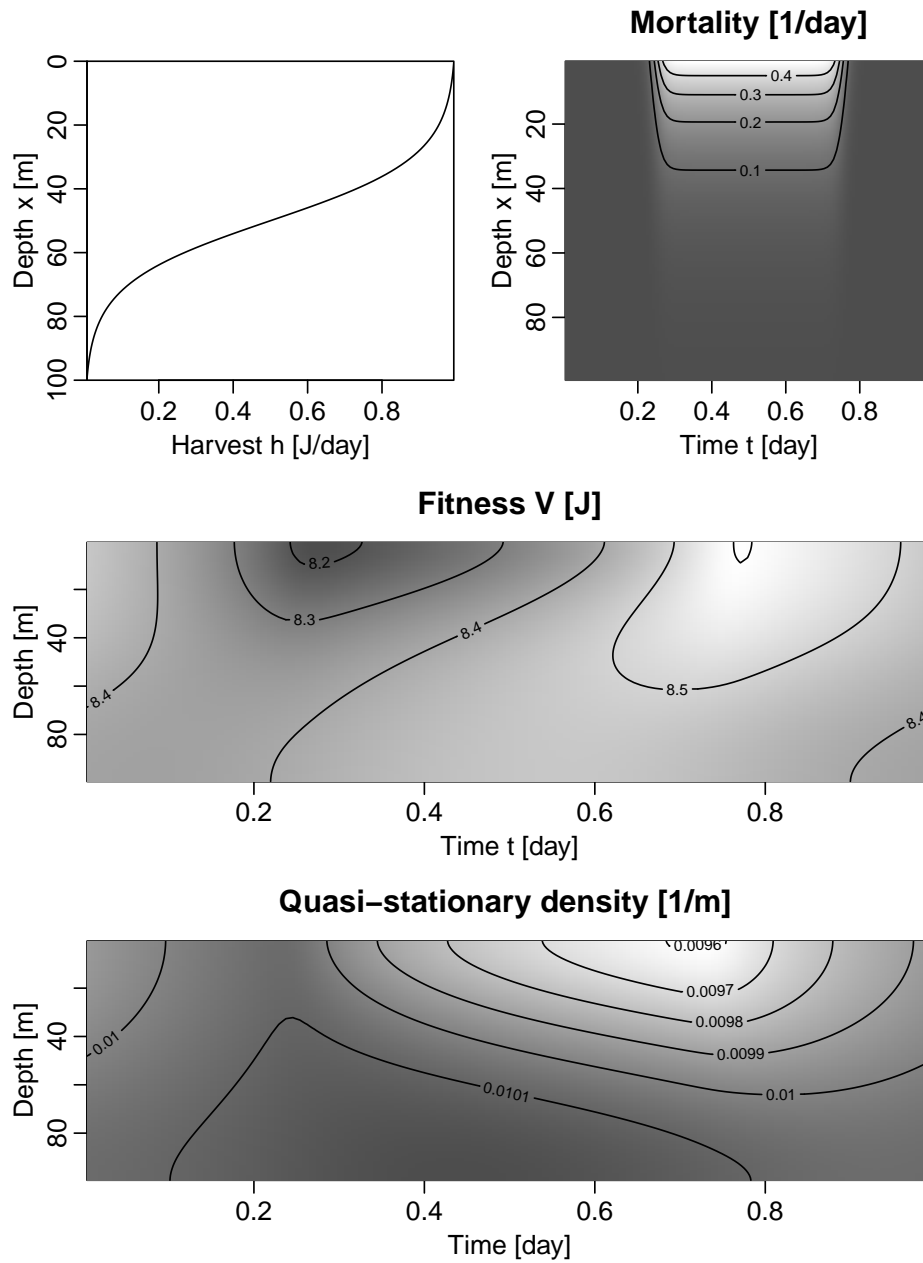 Mortality [1/day]
0
20
40
60
80
100
Depth x [m]
0.2 0.4 0.6 0.8
Harvest h [J/day]
20
40
60
80
Depth x [m]
0.4
0.3
0.2
0.1
0.2 0.4 0.6 0.8
Time t [day]
Fitness V [J]
40
80
Depth [m]
8.4
8.2
8.3
8.4
8.5
8.4
0.2 0.4 0.6 0.8
Time t [day]
Quasi−stationary density [1/m]
40
80
Depth [m]
0.01
0.0096
0.0097
0.0098
0.0099
0.01
0.0101
0.2 0.4 0.6 0.8
Time [day]